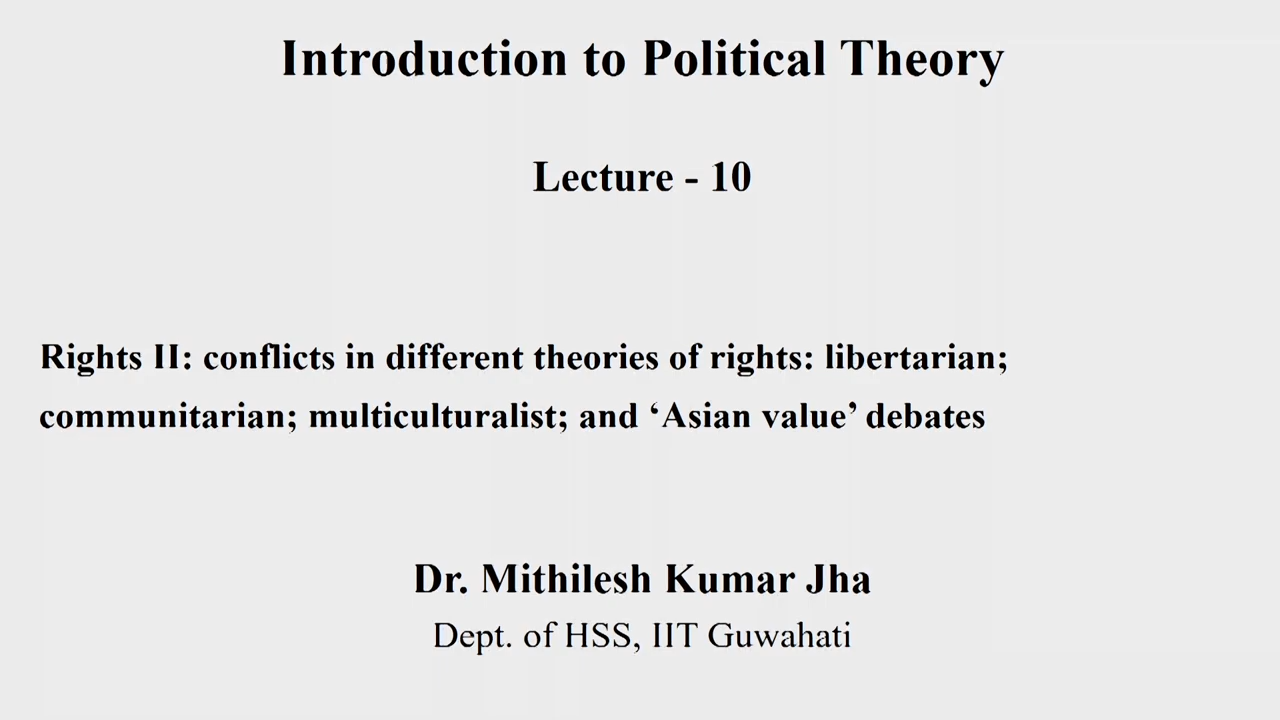 Introduction to Political Theory
Lecture - 10
Rights II: conflicts in different theories of rights: libertarian;
communitarian; multiculturalist; and ‘Asian value’ debates
Dr. Mithilesh Kumar Jha
Dept. of HSS, IIT Guwahati